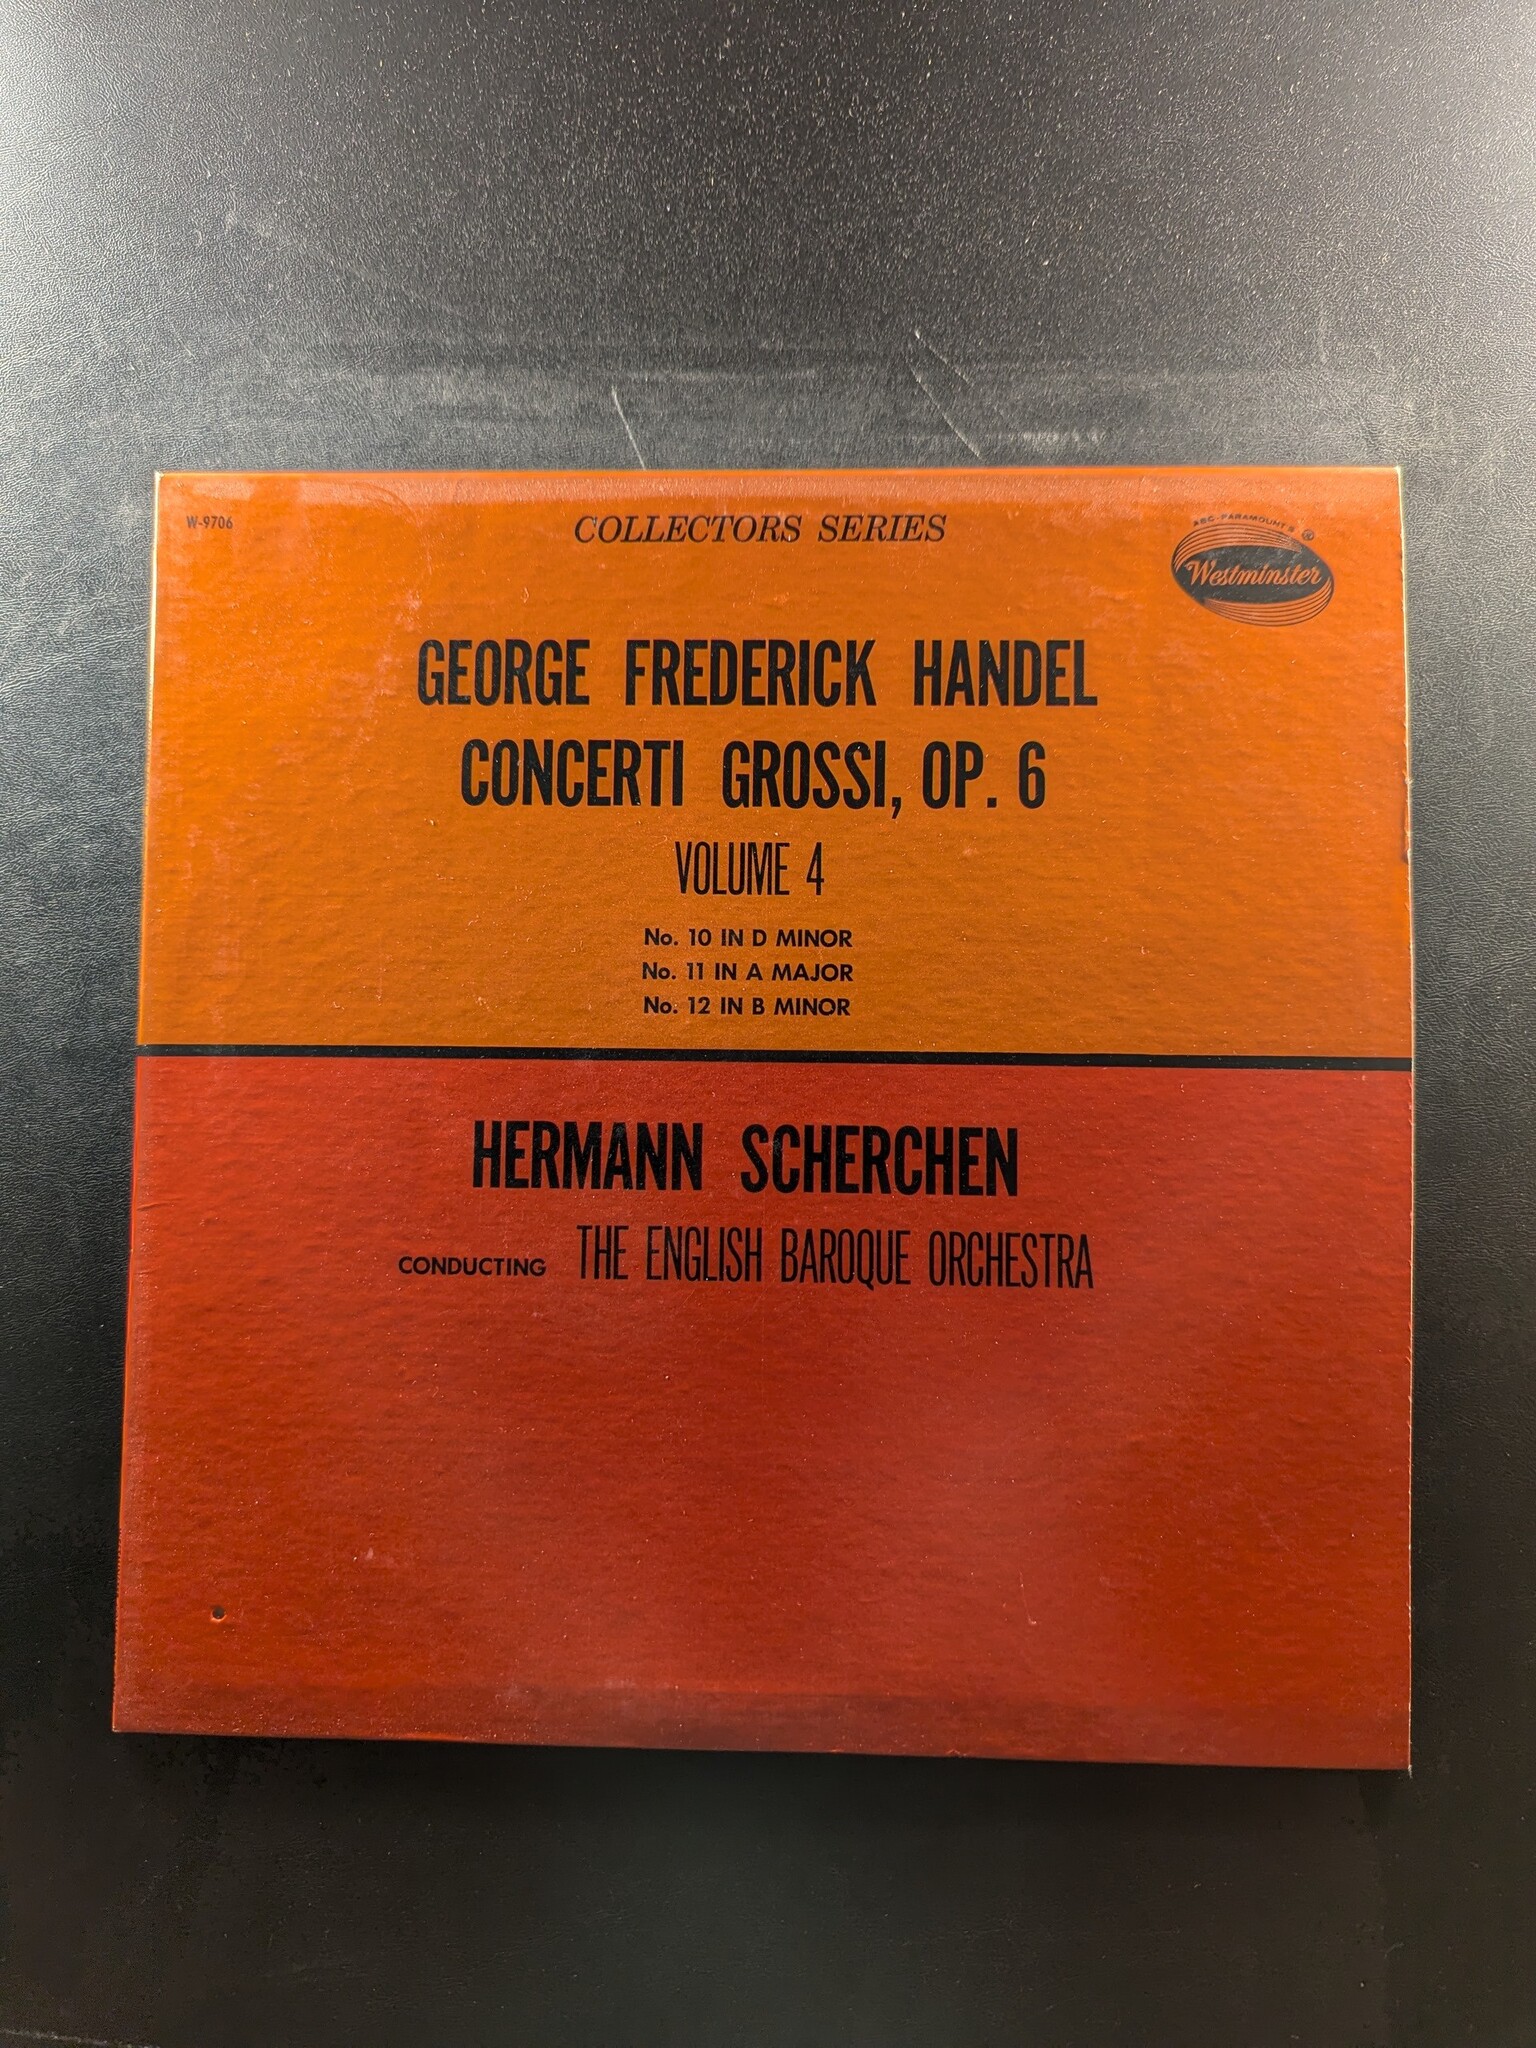 W-9706
COLLECTORS SERIES
ABC-PARAMOUNT'S ®
Westminster
GEORGE FREDERICK HANDEL
CONCERTI GROSSI, OP. 6
VOLUME 4
No. 10 IN D MINOR
No. 11 IN A MAJOR
No. 12 IN B MINOR
HERMANN SCHERCHEN
CONDUCTING THE ENGLISH BAROQUE ORCHESTRA